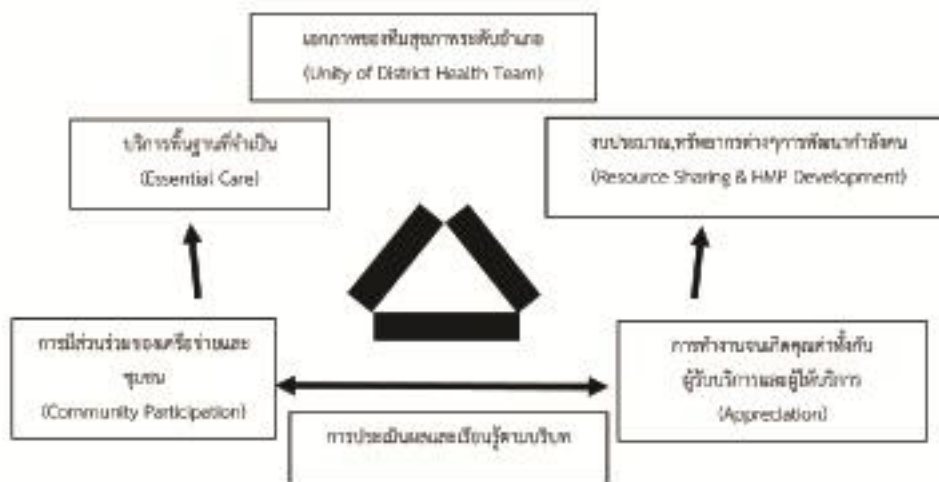 เอกภาพของทีมสุขภาพระดับอำเภอ
(Unity of District Health Team)
บริการพื้นฐานที่จำเป็น
(Essential Care)
งบประมาณ,ทรัพยากรต่างๆการพัฒนากำลังคน
(Resource Sharing & HMP Development)
การมีส่วนร่วมของเครือข่ายและ
ชุมชน
(Community Participation)
การทำงานจนเกิดคุณค่าทั้งกับ
ผู้รับบริการและผู้ให้บริการ
(Appreciation)
การประเมินผลและเรียนรู้ตามบริบท